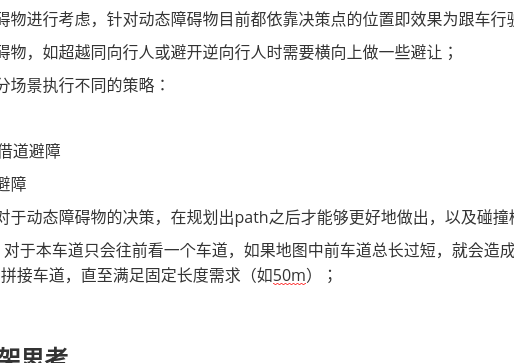 碍物进行考虑，针对动态障碍物目前都依靠决策点的位置即效果为跟车行
碍物，如超越同向行人或避开逆向行人时需要横向上做一些避让；
分场景执行不同的策略：
借道避障
避障
对于动态障碍物的决策，在规划出path之后才能够更好地做出，以及碰撞
对于本车道只会往前看一个车道，如果地图中前车道总长过短，就会造成
拼接车道，直至满足固定长度需求（如50m）；
架思考